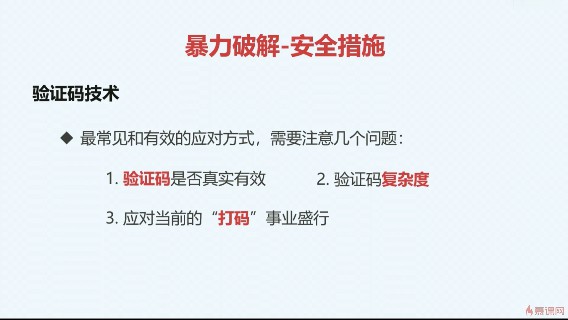 暴力破解-安全措施
验证码技术
◆ 最常见和有效的应对方式，需要注意几个问题：
1. 验证码是否真实有效 2. 验证码复杂度
3. 应对当前的“打码”事业盛行
慕课网